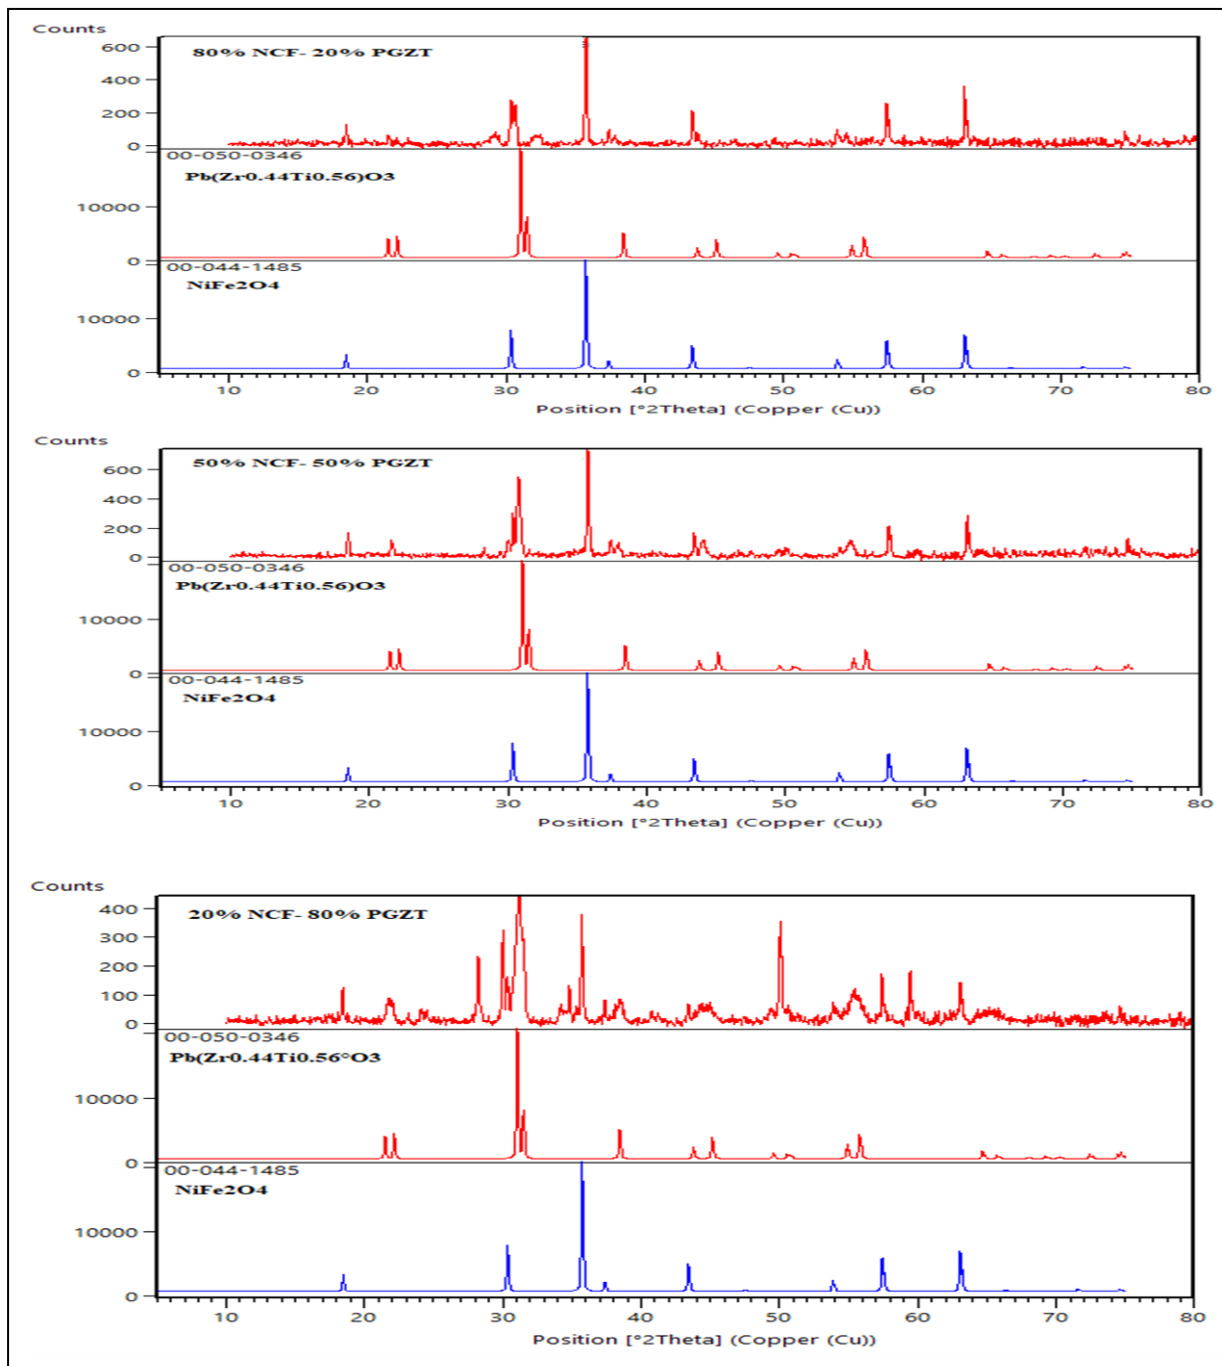 Counts
80% NCF- 20% PGZT
600
400
200
0
00-050-0346
Pb(Zr0.44Ti0.56)O3
10000
0
00-044-1485
NiFe2O4
10000
0
10 20 30 40 50 60 70 80
Position [°2Theta] (Copper (Cu))
Counts
50% NCF- 50% PGZT
600
400
200
0
00-050-0346
Pb(Zr0.44Ti0.56)O3
10000
0
00-044-1485
NiFe2O4
10000
0
10 20 30 40 50 60 70 80
Position [°2Theta] (Copper (Cu))
Counts
20% NCF- 80% PGZT
400
300
200
100
0
00-050-0346
Pb(Zr0.44Ti0.56°O3
10000
0
00-044-1485
NiFe2O4
10000
0
10 20 30 40 50 60 70 80
Position [°2Theta] (Copper (Cu))